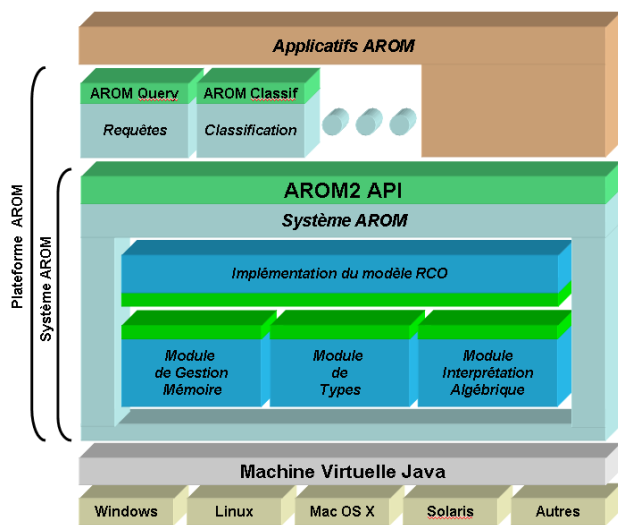 Applicatifs AROM
AROM Query
AROM Classif
Requêtes
Classification
Plateforme AROM
Système AROM
AROM2 API
Système AROM
Implémentation du modèle RCO
Module
de Gestion
Mémoire
Module
de
Types
Module
Interprétation
Algébrique
Machine Virtuelle Java
Windows
Linux
Mac OS X
Solaris
Autres